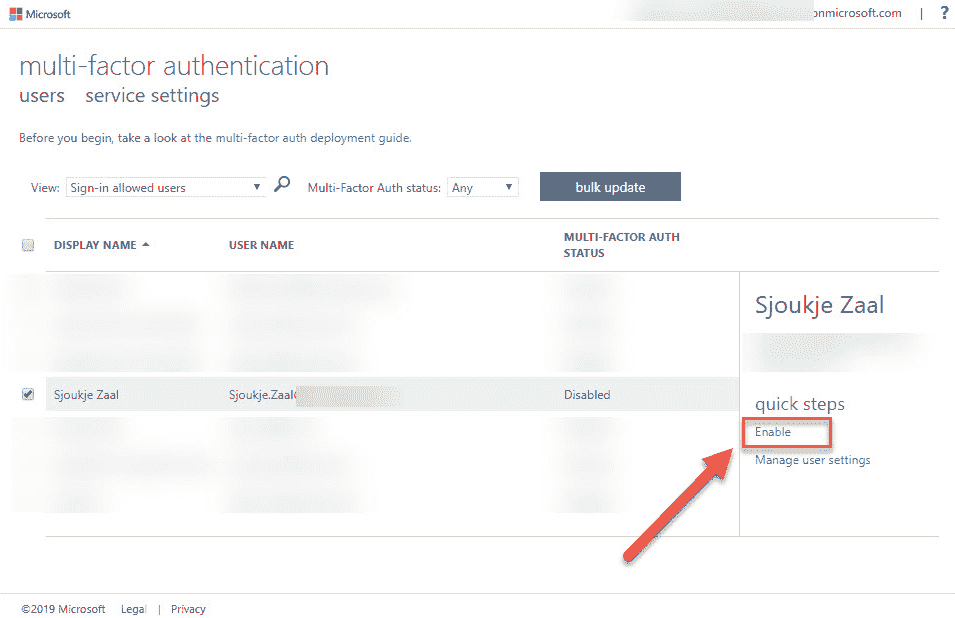 Microsoft
onmicrosoft.com | ?
multi-factor authentication
users service settings
Before you begin, take a look at the multi-factor auth deployment guide.
View: Sign-in allowed users Multi-Factor Auth status: Any bulk update
DISPLAY NAME USER NAME MULTI-FACTOR AUTH
STATUS
Sjoukje Zaal
Sjoukje Zaal Sjoukje.Zaal Disabled
quick steps
Enable
Manage user settings
©2019 Microsoft Legal | Privacy